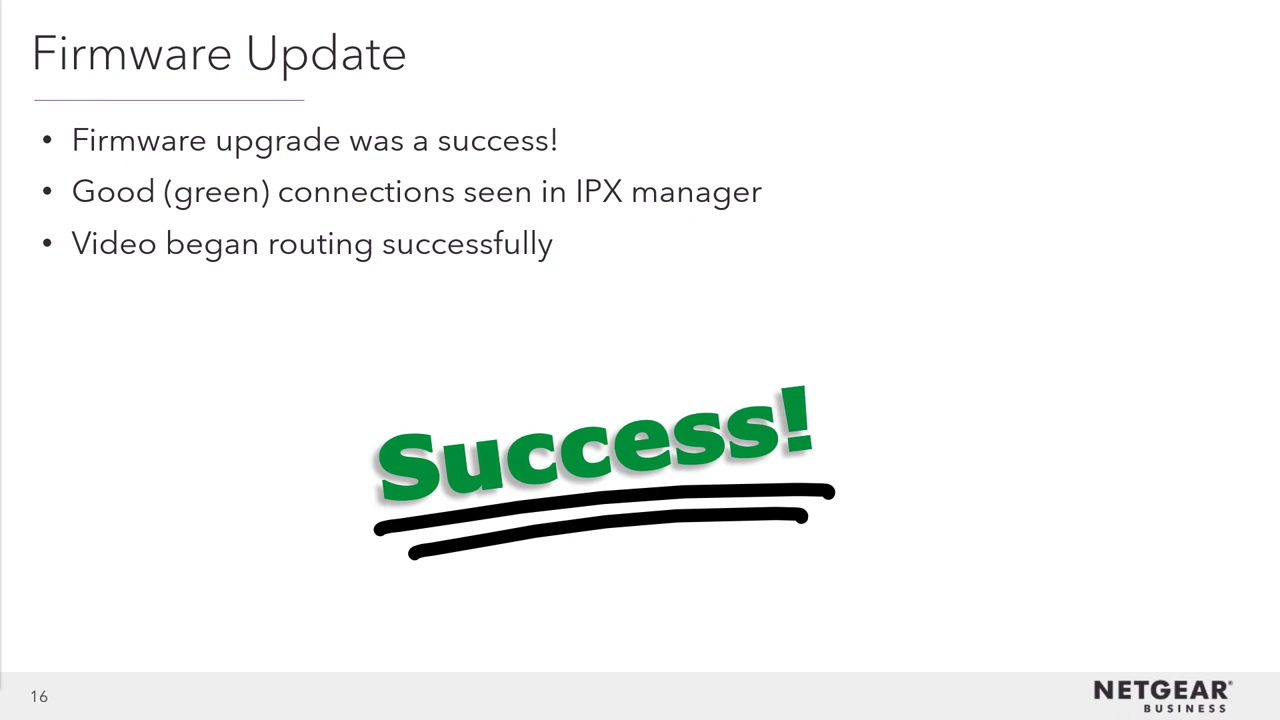 Firmware Update
• Firmware upgrade was a success!
• Good (green) connections seen in IPX manager
• Video began routing successfully
Success!
16
NETGEAR®
BUSINESS